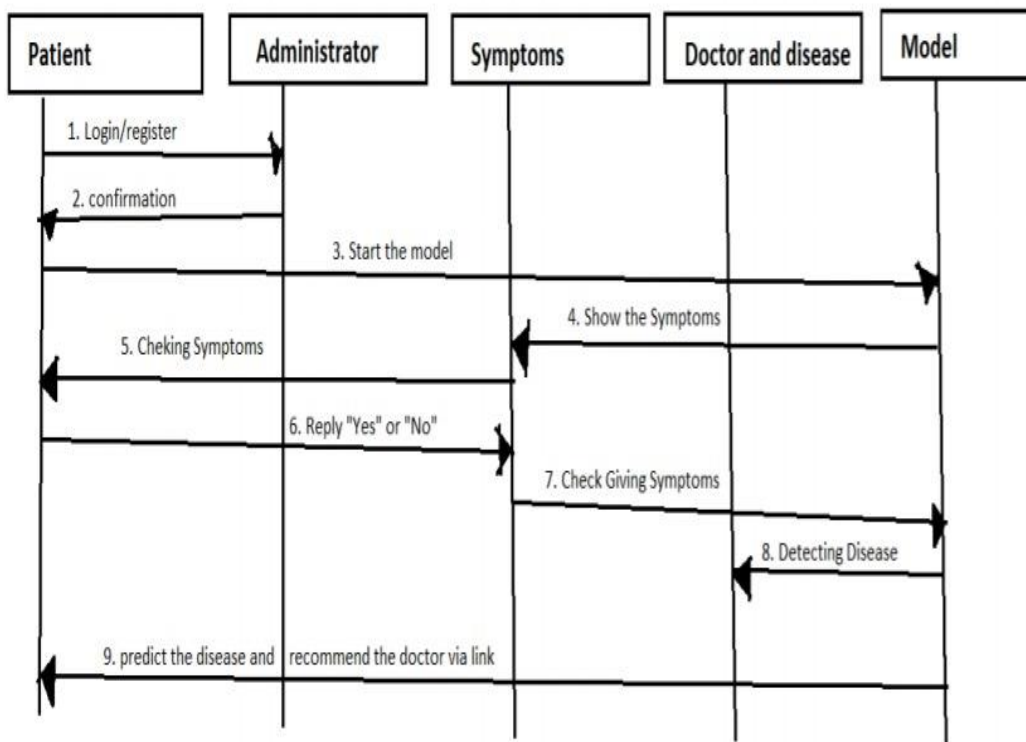 Patient
Administrator
Symptoms
Doctor and disease
Model
1. Login/register
2. confirmation
3. Start the model
4. Show the Symptoms
5. Cheking Symptoms
6. Reply "Yes" or "No"
7. Check Giving Symptoms
8. Detecting Disease
9. predict the disease and recommend the doctor via link